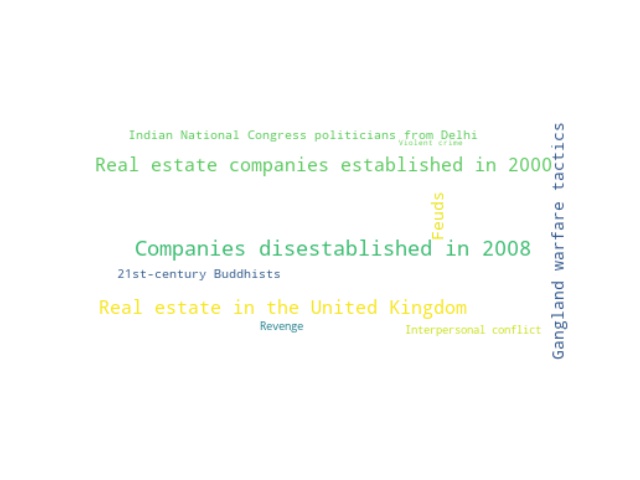 Indian National Congress politicians from Delhi
Violent crime
Real estate companies established in 2000
Gangland warfare tactics
Feuds
Companies disestablished in 2008
21st-century Buddhists
Real estate in the United Kingdom
Revenge
Interpersonal conflict